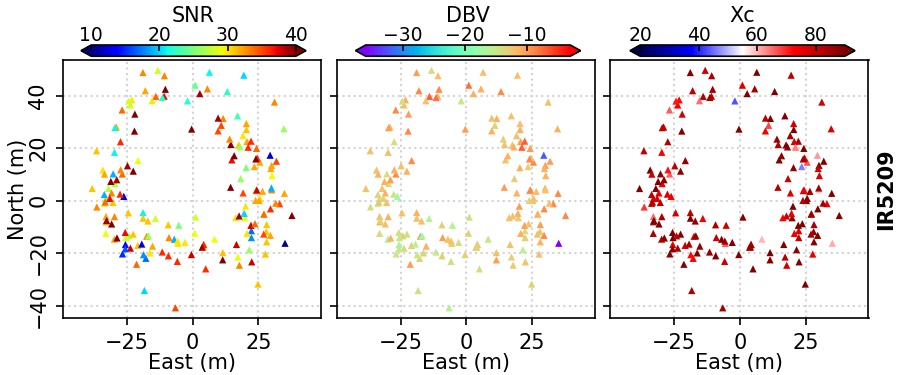 SNR DBV Xc
10 20 30 40 −30 −20 −10 20 40 60 80
40
20
0
−20
−40
North (m)
−25 0 25 −25 0 25 −25 0 25
East (m) East (m) East (m)
IR5209